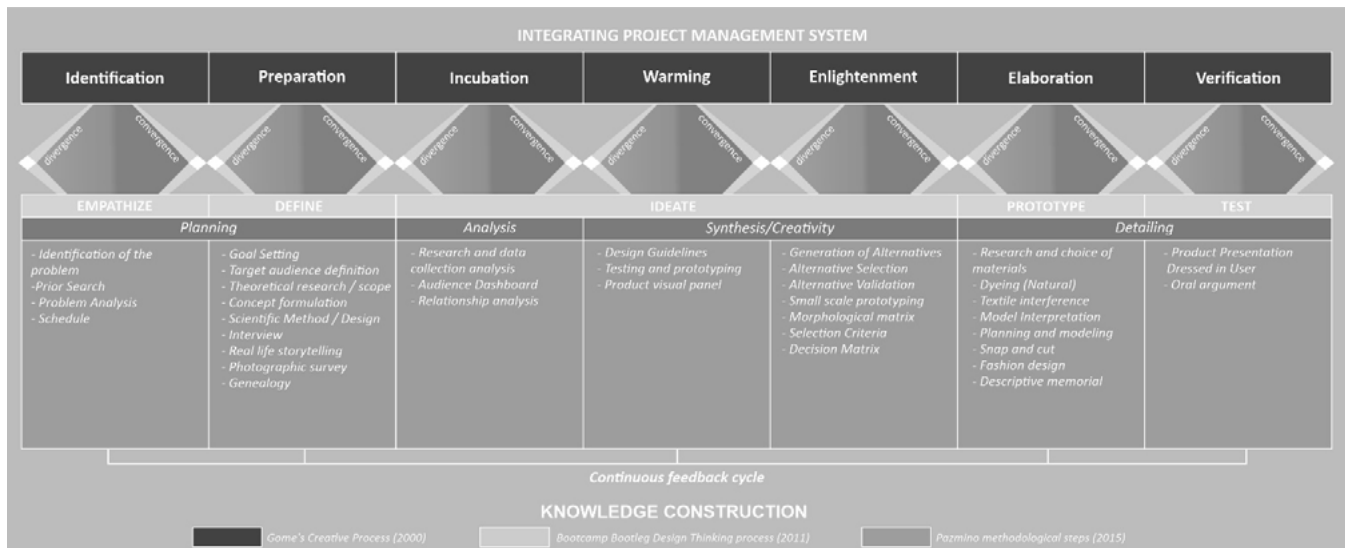 INTEGRATING PROJECT MANAGEMENT SYSTEM
Identification
Preparation
Incubation
Warming
Enlightenment
Elaboration
Verification
divergence
convergence
divergence
convergence
divergence
convergence
divergence
convergence
divergence
convergence
divergence
convergence
divergence
convergence
EMPATHIZE
DEFINE
IDEATE
PROTOTYPE
TEST
Planning
Analysis
Synthesis/Creativity
Detailing
- Identification of the
problem
-Prior Search
- Problem Analysis
- Schedule
- Goal Setting
- Target audience definition
- Theoretical research / scope
- Concept formulation
- Scientific Method / Design
- Interview
- Real life storytelling
- Photographic survey
- Genealogy
- Research and data
collection analysis
- Audience Dashboard
- Relationship analysis
- Design Guidelines
- Testing and prototyping
- Product visual panel
- Generation of Alternatives
- Alternative Selection
- Alternative Validation
- Small scale prototyping
- Morphological matrix
- Selection Criteria
- Decision Matrix
- Research and choice of
materials
- Dyeing (Natural)
- Textile interference
- Model Interpretation
- Planning and modeling
- Snap and cut
- Fashion design
- Descriptive memorial
- Product Presentation
Dressed in User
- Oral argument
Continuous feedback cycle
KNOWLEDGE CONSTRUCTION
Gome's Creative Process (2000)
Bootcamp Bootleg Design Thinking process (2011)
Pazmino methodological steps (2015)